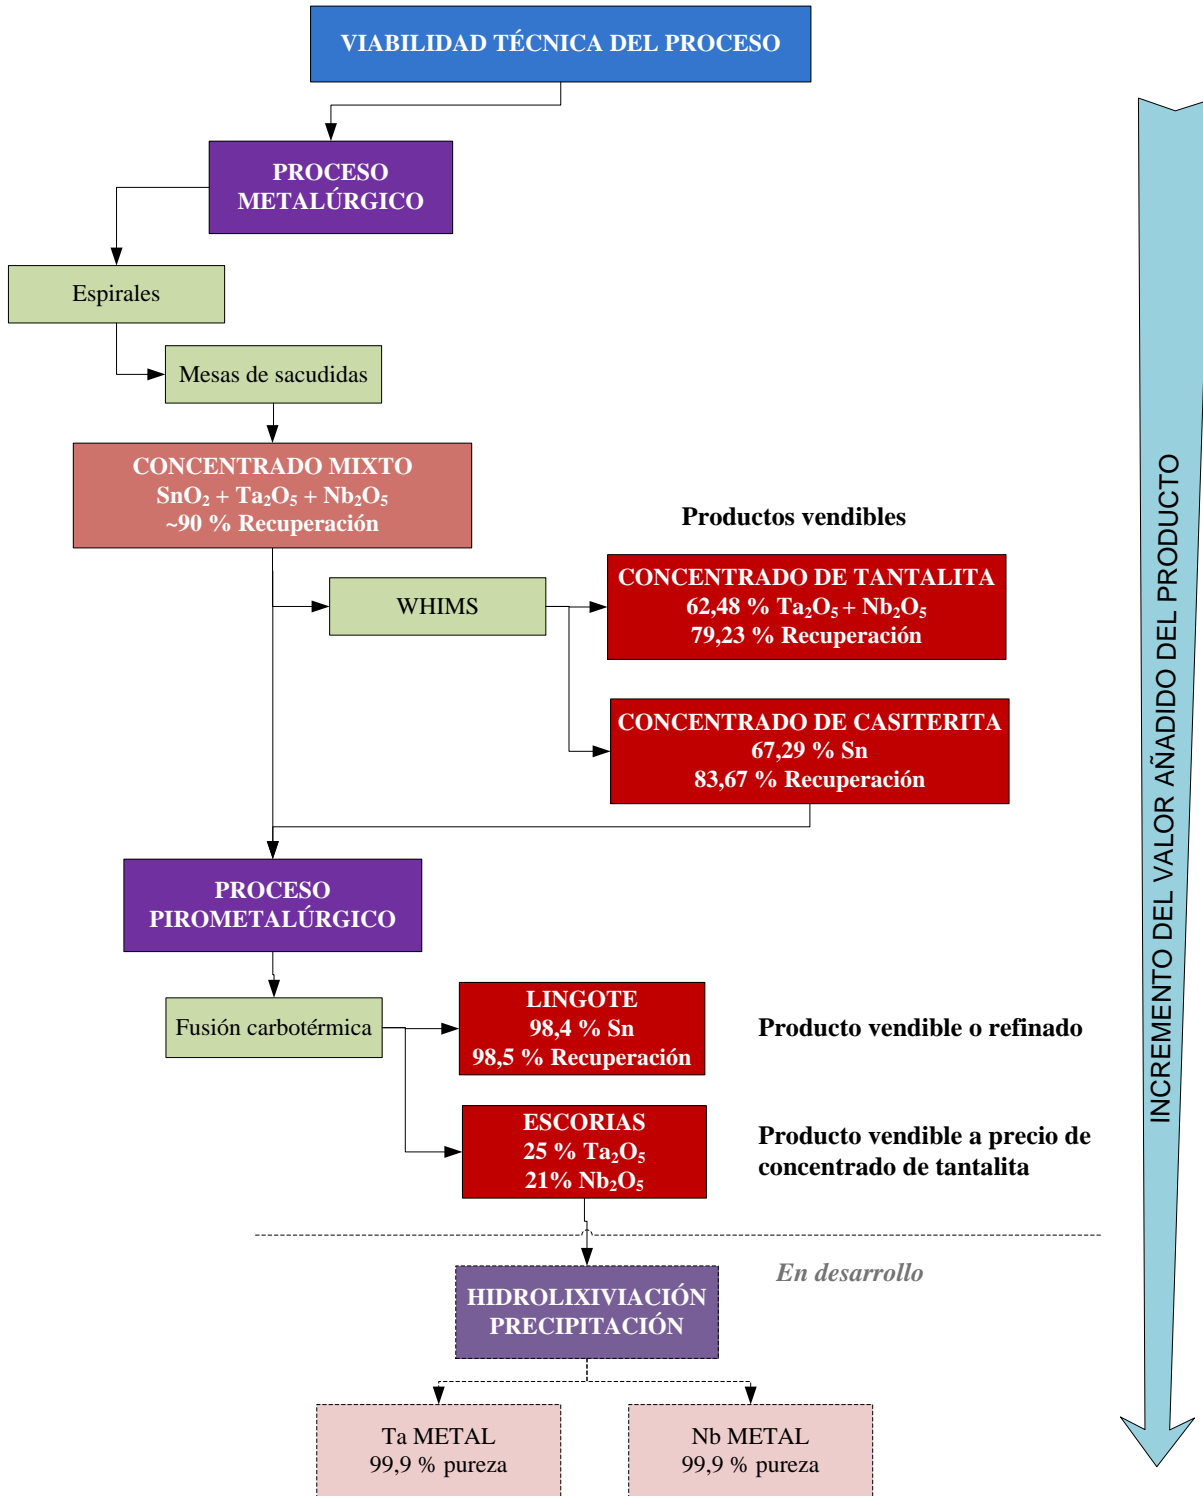 VIABILIDAD TÉCNICA DEL PROCESO
PROCESO
METALÚRGICO
Espirales
Mesas de sacudidas
CONCENTRADO MIXTO
SnO₂ + Ta₂O₅ + Nb₂O₅
~90 % Recuperación
Productos vendibles
WHIMS
CONCENTRADO DE TANTALITA
62,48 % Ta₂O₅ + Nb₂O₅
79,23 % Recuperación
CONCENTRADO DE CASITERITA
67,29 % Sn
83,67 % Recuperación
PROCESO
PIROMETALÚRGICO
Fusión carbotérmica
LINGOTE
98,4 % Sn
98,5 % Recuperación
Producto vendible o refinado
ESCORIAS
25 % Ta₂O₅
21% Nb₂O₅
Producto vendible a precio de
concentrado de tantalita
En desarrollo
HIDROLIXIVIACIÓN
PRECIPITACIÓN
Ta METAL
99,9 % pureza
Nb METAL
99,9 % pureza
INCREMENTO DEL VALOR AÑADIDO DEL PRODUCTO